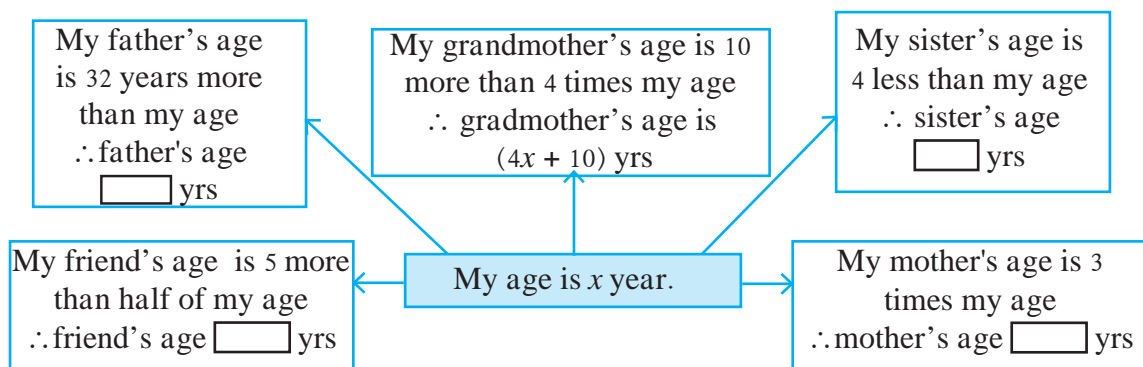 My father’s age
is 32 years more
than my age
∴father's age
yrs
My grandmother’s age is 10
more than 4 times my age
∴ gradmother’s age is
(4x + 10) yrs
My sister’s age is
4 less than my age
∴ sister’s age
yrs
My friend’s age is 5 more
than half of my age
∴friend’s age yrs
My age is x year.
My mother's age is 3
times my age
∴mother’s age yrs